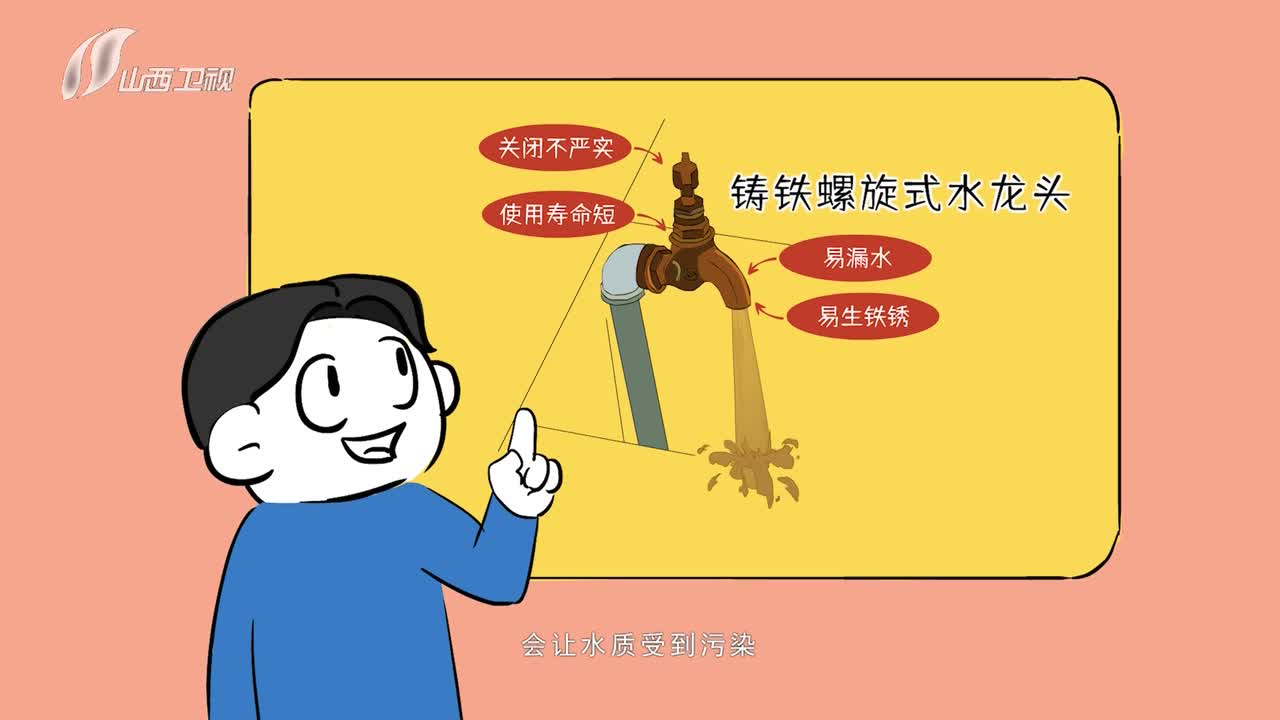 山西卫视
关闭不严实
铸铁螺旋式水龙头
使用寿命短
易漏水
易生铁锈
会让水质受到污染